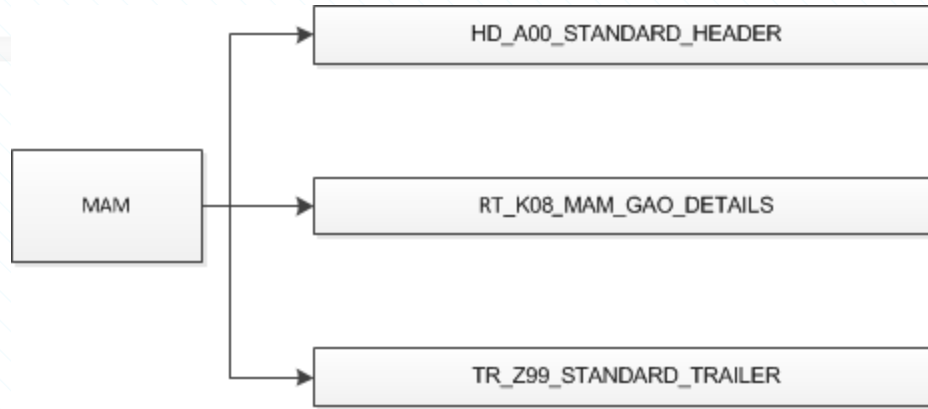 HD_A00_STANDARD_HEADER
MAM
RT_K08_MAM_GAO_DETAILS
TR_Z99_STANDARD_TRAILER